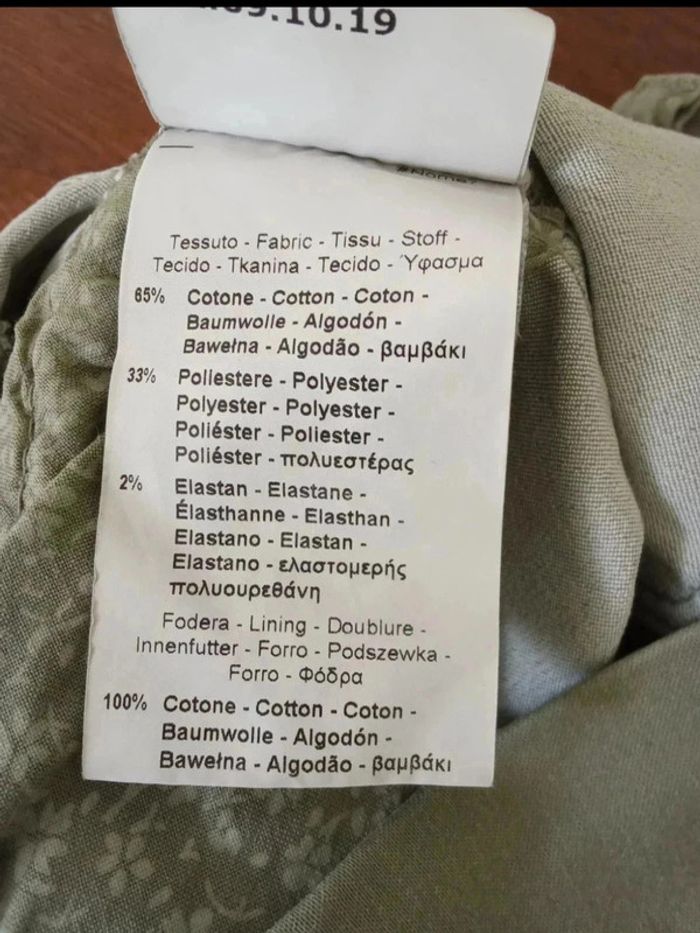 09.10.19
Tessuto - Fabric - Tissu - Stoff -
Tecido - Tkanina - Tecido - Ύφασμα
65% Cotone - Cotton - Coton -
Baumwolle - Algodón -
Bawełna - Algodão - βαμβάκι
33% Poliestere - Polyester -
Polyester - Polyester -
Poliéster - Poliester -
Poliéster - πολυεστέρας
2% Elastan - Elastane -
Élasthanne - Elasthan -
Elastano - Elastan -
Elastano - ελαστομερής
πολυουρεθάνη
Fodera - Lining - Doublure -
Innenfutter - Forro - Podszewka -
Forro - Φόδρα
100% Cotone - Cotton - Coton -
Baumwolle - Algodón -
Bawełna - Algodão - βαμβάκι